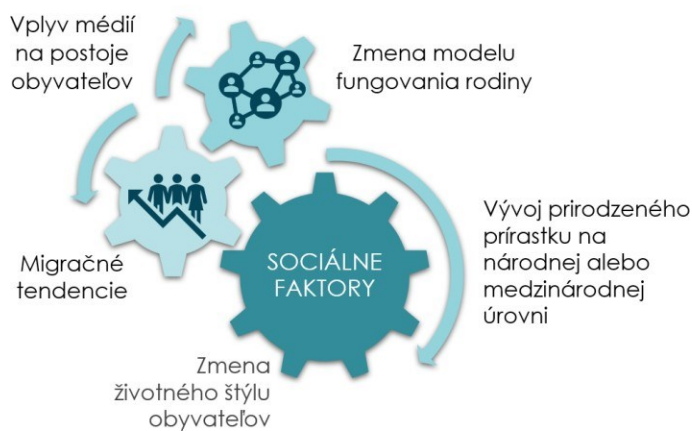 Vplyv médií
na postoje
obyvateľov
Zmena modelu
fungovania rodiny
Migračné
tendencie
SOCIÁLNE
FAKTORY
Vývoj prirodzeného
prírastku na
národnej alebo
medzinárodnej
úrovni
Zmena
životného štýlu
obyvateľov